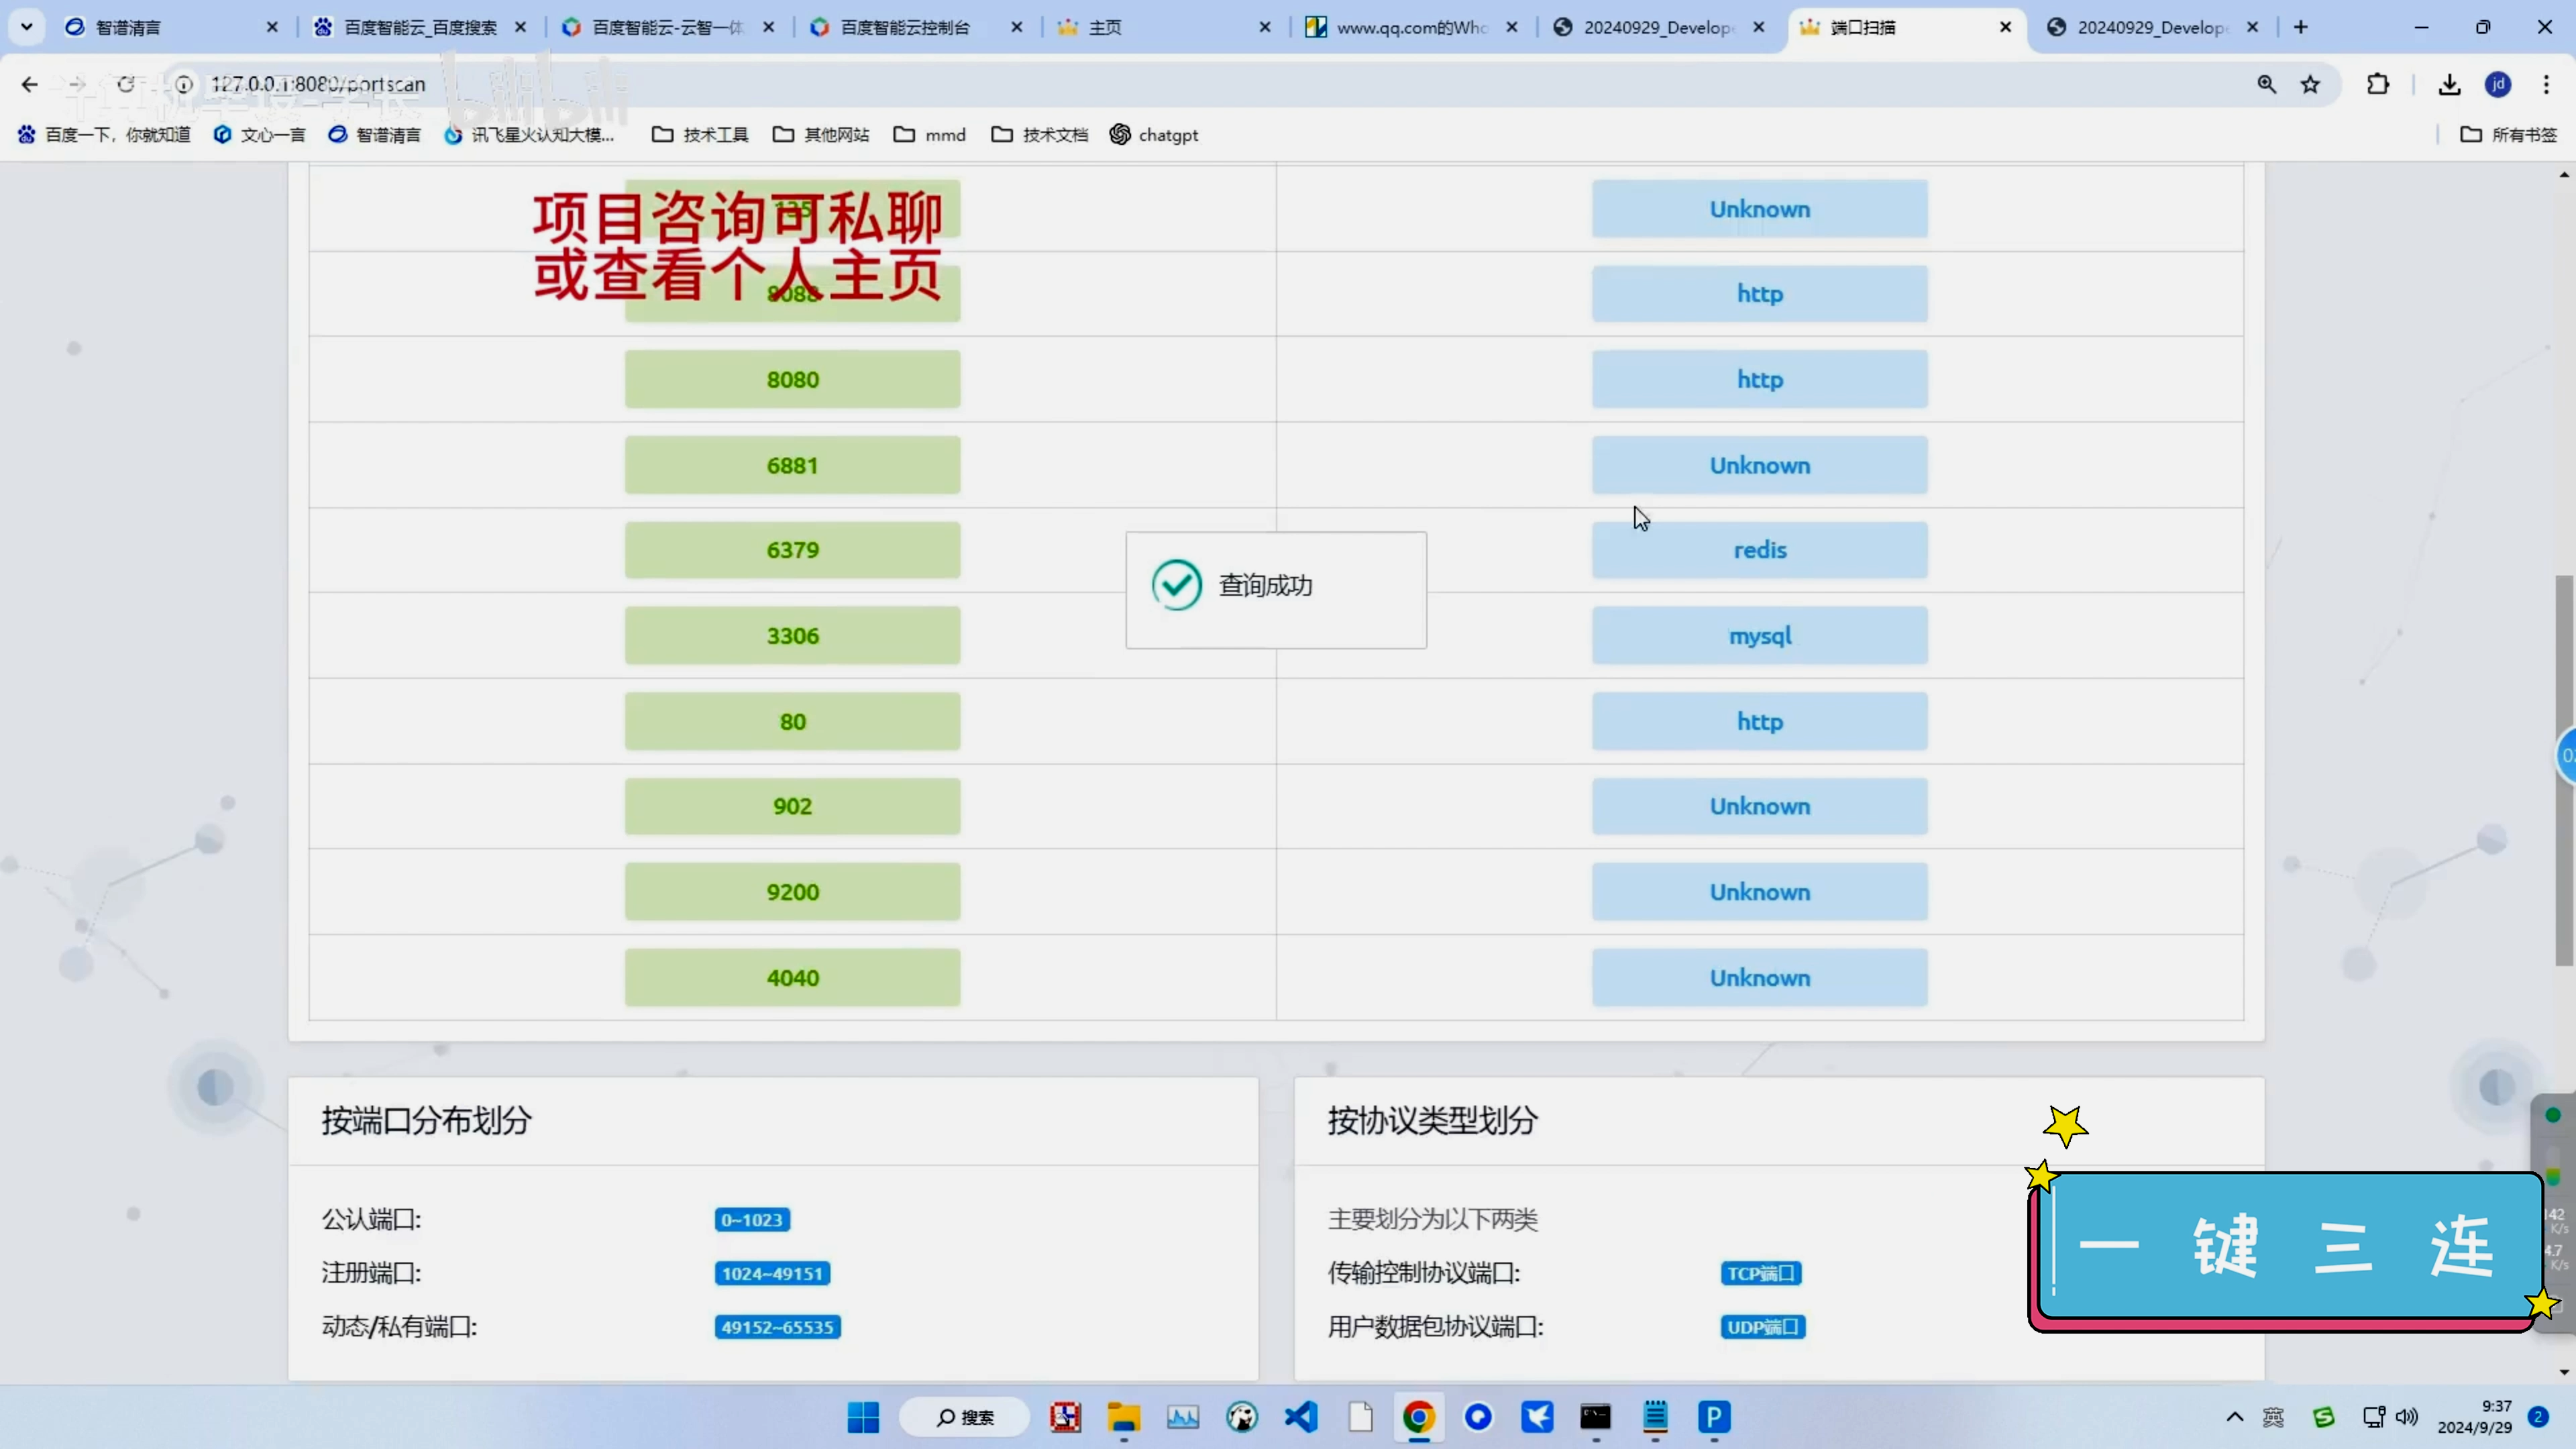 智谱清言
百度智能云_百度搜索
百度智能云-云智一体
百度智能云控制台
主页
www.qq.com的Who
20240929_Develop
端口扫描
20240929_Develop
127.0.0.1:8080/portscan
jd
bilibili
百度一下，你就知道
文心一言
智谱清言
讯飞星火认知大模...
技术工具
其他网站
mmd
技术文档
chatgpt
所有书签
项目咨询可私聊
或查看个人主页
135
Unknown
8088
http
8080
http
6881
Unknown
6379
redis
查询成功
3306
mysql
80
http
902
Unknown
9200
Unknown
4040
Unknown
按端口分布划分
公认端口:
0~1023
注册端口:
1024~49151
动态/私有端口:
49152~65535
按协议类型划分
主要划分为以下两类
传输控制协议端口:
TCP端口
用户数据包协议端口:
UDP端口
一键三连
搜索
英
9:37
2024/9/29
2